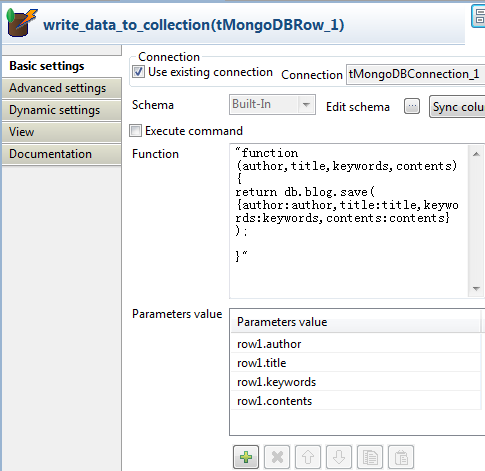 write_data_to_collection(tMongoDBRow_1)
Basic settings
Advanced settings
Dynamic settings
View
Documentation
Connection
Use existing connection Connection tMongoDBConnection_1
Schema Built-In Edit schema ... Sync colu
Execute command
Function
"function
(author,title,keywords,contents)
{
return db.blog.save(
{author:author,title:title,keywo
rds:keywords,contents:contents}
);
}"
Parameters value
Parameters value
row1.author
row1.title
row1.keywords
row1.contents